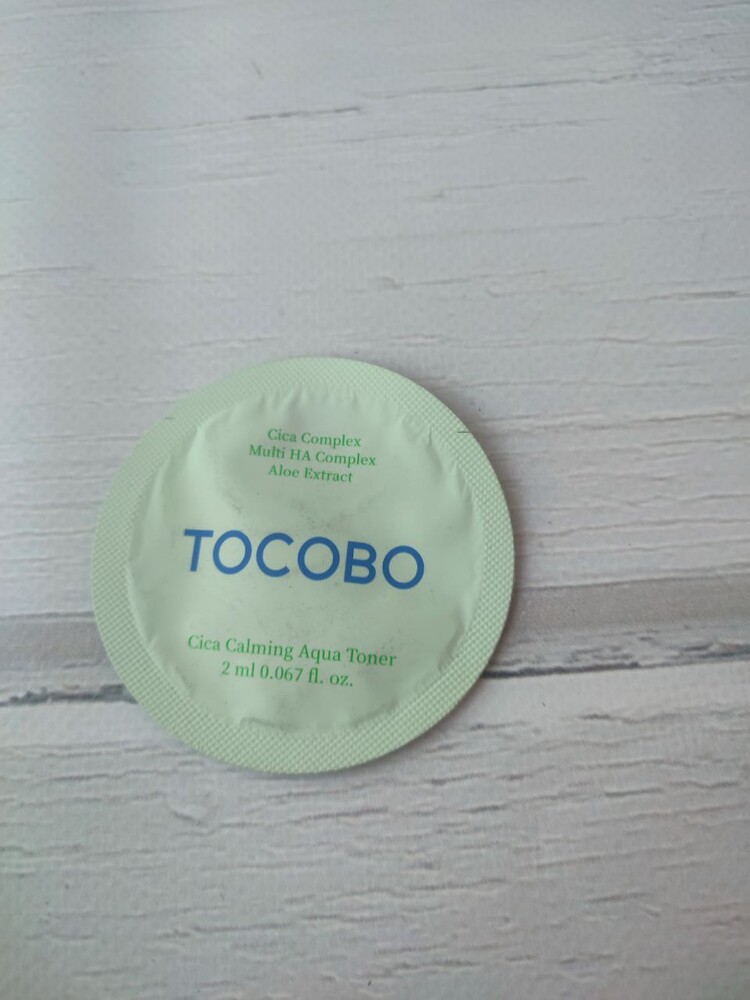 Cica Complex
Multi HA Complex
Aloe Extract
TOCOBO
Cica Calming Aqua Toner
2 ml 0.067 fl. oz.